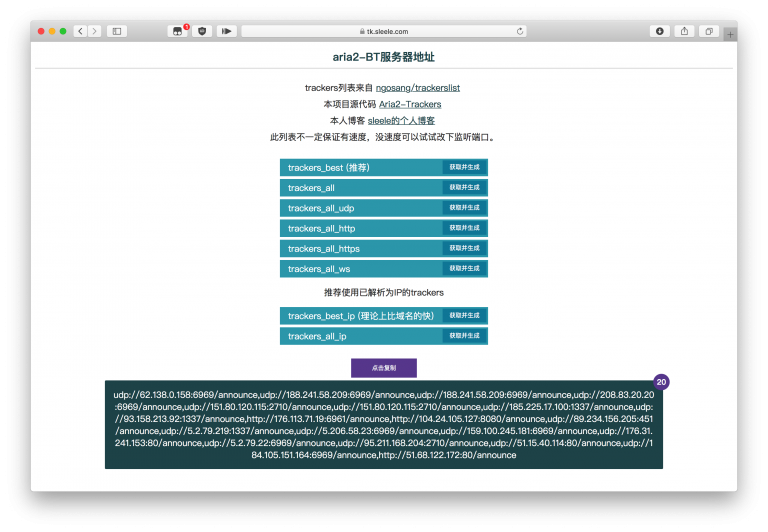 1
tk.sleele.com
aria2-BT服务器地址
trackers列表来自 ngosang/trackerslist
本项目源代码 Aria2-Trackers
本人博客 sleele的个人博客
此列表不一定保证有速度，没速度可以试试改下监听端口。
trackers_best (推荐) 获取并生成
trackers_all 获取并生成
trackers_all_udp 获取并生成
trackers_all_http 获取并生成
trackers_all_https 获取并生成
trackers_all_ws 获取并生成
推荐使用已解析为IP的trackers
trackers_best_ip (理论上比域名的快) 获取并生成
trackers_all_ip 获取并生成
点击复制
20
udp://62.138.0.158:6969/announce,udp://188.241.58.209:6969/announce,udp://188.241.58.209:6969/announce,udp://208.83.20.20
:6969/announce,udp://151.80.120.115:2710/announce,udp://151.80.120.115:2710/announce,udp://185.225.17.100:1337/announce,udp:
//93.158.213.92:1337/announce,http://176.113.71.19:6961/announce,http://104.24.105.127:8080/announce,udp://89.234.156.205:451
/announce,udp://5.2.79.219:1337/announce,udp://5.206.58.23:6969/announce,udp://159.100.245.181:6969/announce,udp://176.31.
241.153:80/announce,udp://5.2.79.22:6969/announce,udp://95.211.168.204:2710/announce,udp://51.15.40.114:80/announce,udp://1
84.105.151.164:6969/announce,http://51.68.122.172:80/announce